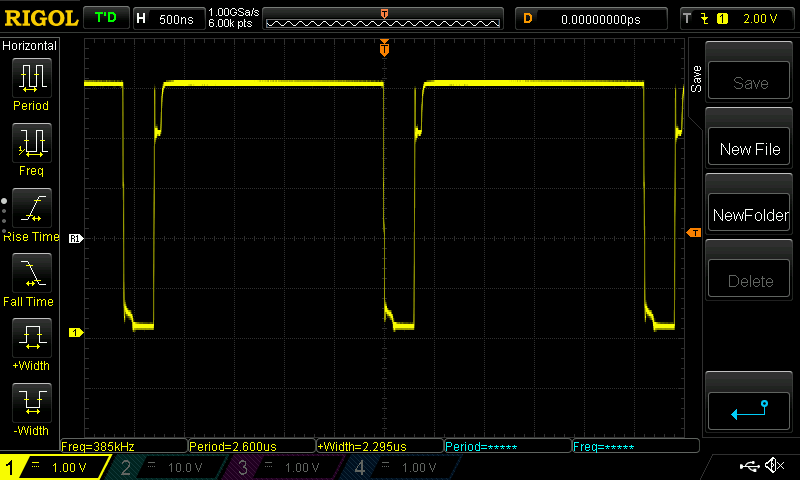 RIGOL T'D H 500ns 1.00GSa/s 6.00k pts T D 0.00000000ps T 1 2.00 V
Horizontal
Period
Freq
Rise Time
Fall Time
+Width
-Width
T
R1
1
T
Save
Save
New File
NewFolder
Delete
Freq=385kHz Period=2.600us +Width=2.295us Period=***** Freq=*****
1 1.00 V 2 10.0 V 3 1.00 V 4 1.00 V